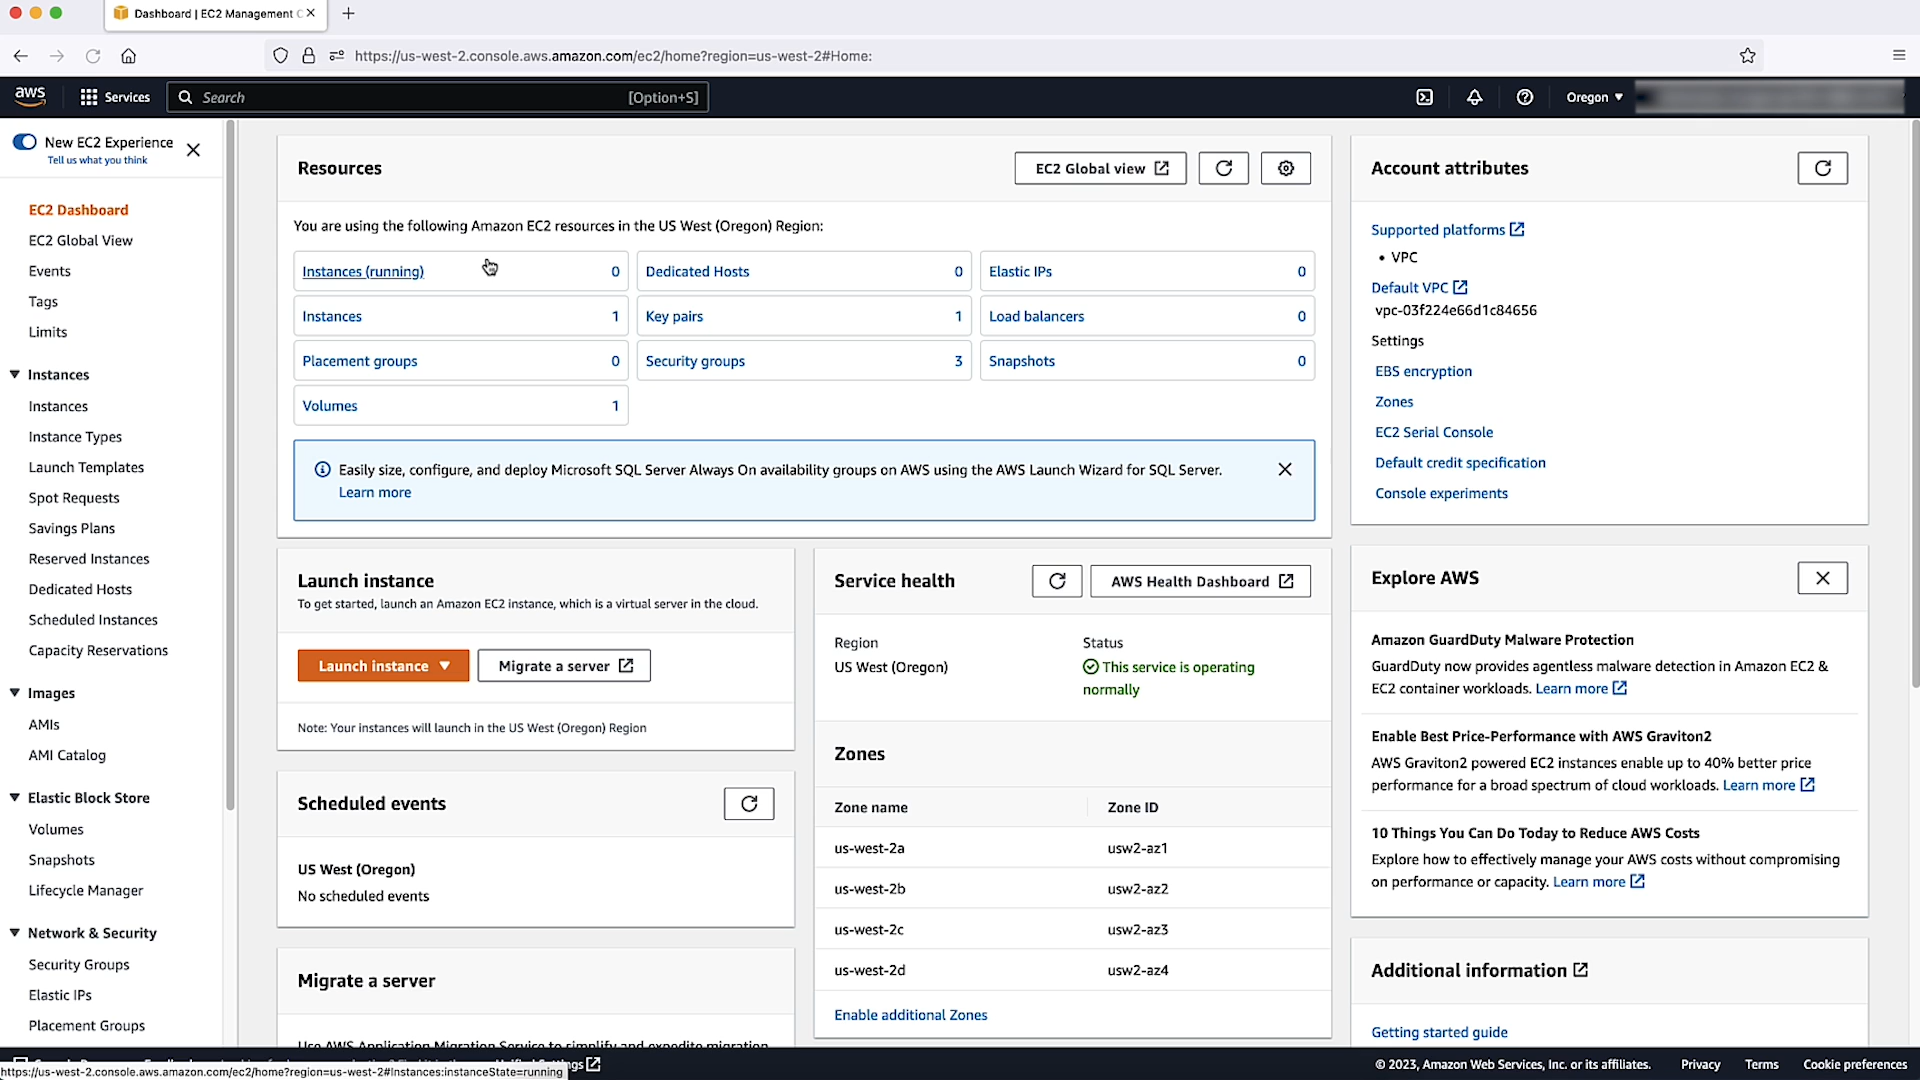 Dashboard | EC2 Management C
https://us-west-2.console.aws.amazon.com/ec2/home?region=us-west-2#Home:
aws
Services
Search
[Option+S]
Oregon
New EC2 Experience
Tell us what you think
EC2 Dashboard
EC2 Global View
Events
Tags
Limits
Instances
Instances
Instance Types
Launch Templates
Spot Requests
Savings Plans
Reserved Instances
Dedicated Hosts
Scheduled Instances
Capacity Reservations
Images
AMIs
AMI Catalog
Elastic Block Store
Volumes
Snapshots
Lifecycle Manager
Network & Security
Security Groups
Elastic IPs
Placement Groups
Resources
EC2 Global view
You are using the following Amazon EC2 resources in the US West (Oregon) Region:
Instances (running) 0
Dedicated Hosts 0
Elastic IPs 0
Instances 1
Key pairs 1
Load balancers 0
Placement groups 0
Security groups 3
Snapshots 0
Volumes 1
Easily size, configure, and deploy Microsoft SQL Server Always On availability groups on AWS using the AWS Launch Wizard for SQL Server.
Learn more
Launch instance
To get started, launch an Amazon EC2 instance, which is a virtual server in the cloud.
Launch instance
Migrate a server
Note: Your instances will launch in the US West (Oregon) Region
Scheduled events
US West (Oregon)
No scheduled events
Migrate a server
Use AWS Application Migration Service to simplify and expedite migration
Service health
AWS Health Dashboard
Region
Status
US West (Oregon)
This service is operating
normally
Zones
Zone name
Zone ID
us-west-2a
usw2-az1
us-west-2b
usw2-az2
us-west-2c
usw2-az3
us-west-2d
usw2-az4
Enable additional Zones
Account attributes
Supported platforms
• VPC
Default VPC
vpc-03f224e66d1c84656
Settings
EBS encryption
Zones
EC2 Serial Console
Default credit specification
Console experiments
Explore AWS
Amazon GuardDuty Malware Protection
GuardDuty now provides agentless malware detection in Amazon EC2 &
EC2 container workloads. Learn more
Enable Best Price-Performance with AWS Graviton2
AWS Graviton2 powered EC2 instances enable up to 40% better price
performance for a broad spectrum of cloud workloads. Learn more
10 Things You Can Do Today to Reduce AWS Costs
Explore how to effectively manage your AWS costs without compromising
on performance or capacity. Learn more
Additional information
Getting started guide
https://us-west-2.console.aws.amazon.com/ec2/home?region=us-west-2#Instances:instanceState=running
© 2023, Amazon Web Services, Inc. or its affiliates.
Privacy
Terms
Cookie preferences